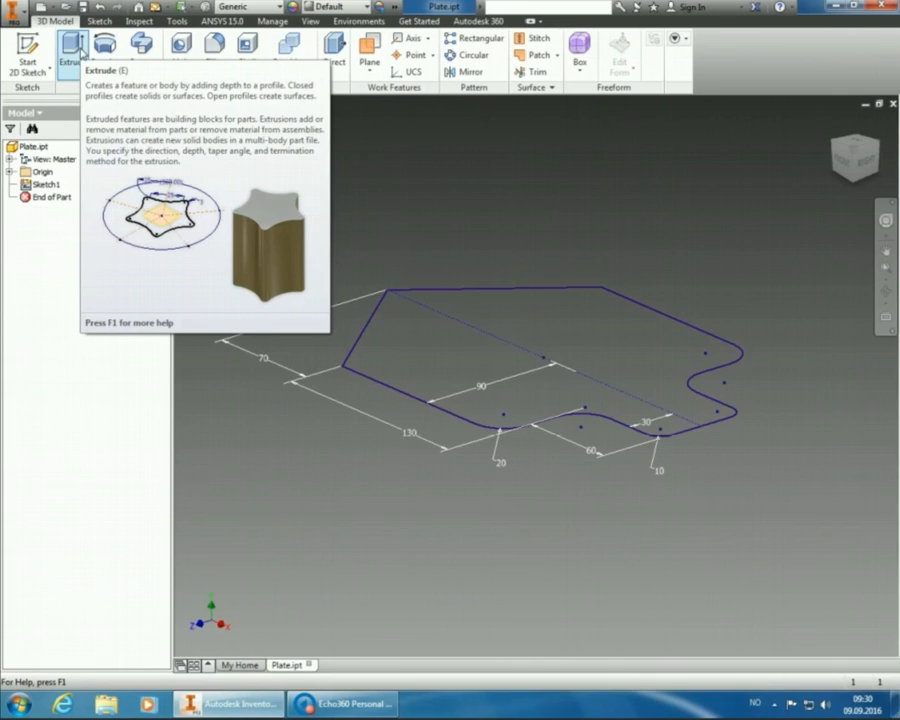 Generic
Default
Plate.ipt
Sign In
PRO
3D Model
Sketch
Inspect
Tools
ANSYS 15.0
Manage
View
Environments
Get Started
Autodesk 360
Start
2D Sketch
Extrude
Direct
Plane
Axis
Point
UCS
Rectangular
Circular
Mirror
Stitch
Patch
Trim
Box
Edit
Form
Sketch
Work Features
Pattern
Surface
Freeform
Extrude (E)
Creates a feature or body by adding depth to a profile. Closed
profiles create solids or surfaces. Open profiles create surfaces.
Extruded features are building blocks for parts. Extrusions add or
remove material from parts or remove material from assemblies.
Extrusions can create new solid bodies in a multi-body part file.
You specify the direction, depth, taper angle, and termination
method for the extrusion.
Press F1 for more help
Model
Plate.ipt
View: Master
Origin
Sketch1
End of Part
70
90
130
30
60
20
10
Z
X
My Home
Plate.ipt
For Help, press F1
1 1
Autodesk Invento...
Echo360 Personal ...
NO
09:30
09.09.2016